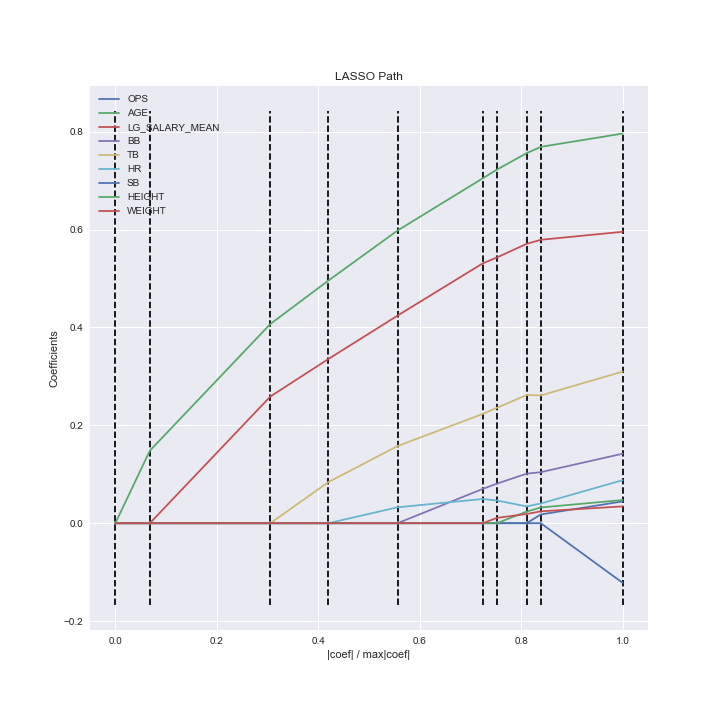 LASSO Path
OPS
AGE
LG_SALARY_MEAN
BB
TB
HR
SB
HEIGHT
WEIGHT
0.8
0.6
0.4
0.2
0.0
−0.2
Coefficients
0.0 0.2 0.4 0.6 0.8 1.0
|coef| / max|coef|